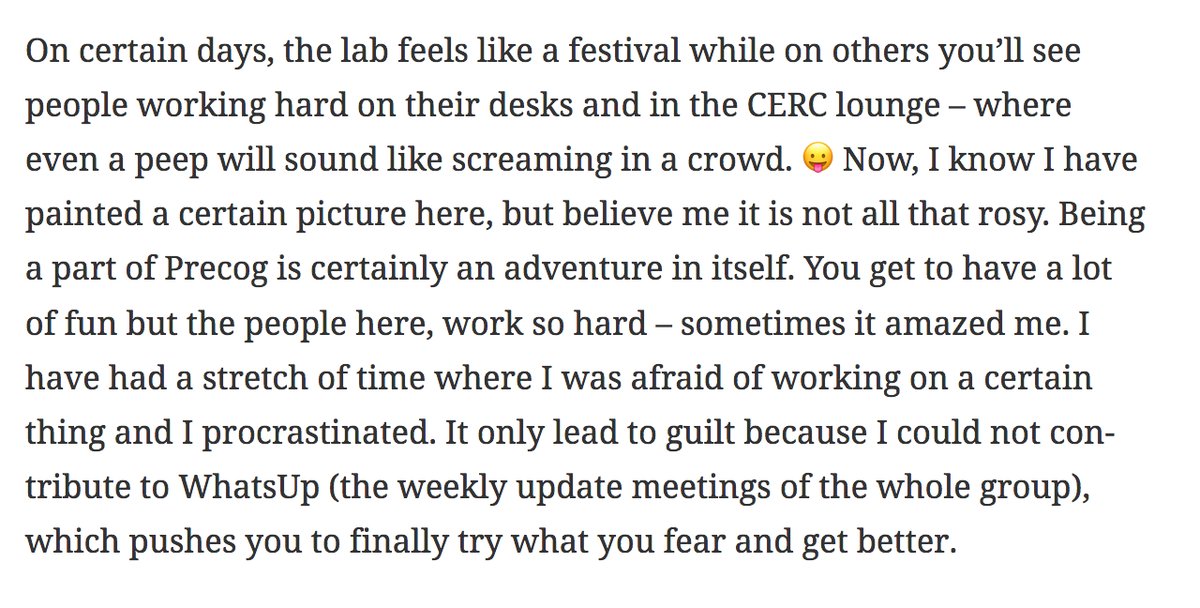 On certain days, the lab feels like a festival while on others you’ll see
people working hard on their desks and in the CERC lounge – where
even a peep will sound like screaming in a crowd. 😛 Now, I know I have
painted a certain picture here, but believe me it is not all that rosy. Being
a part of Precog is certainly an adventure in itself. You get to have a lot
of fun but the people here, work so hard – sometimes it amazed me. I
have had a stretch of time where I was afraid of working on a certain
thing and I procrastinated. It only lead to guilt because I could not con-
tribute to WhatsUp (the weekly update meetings of the whole group),
which pushes you to finally try what you fear and get better.